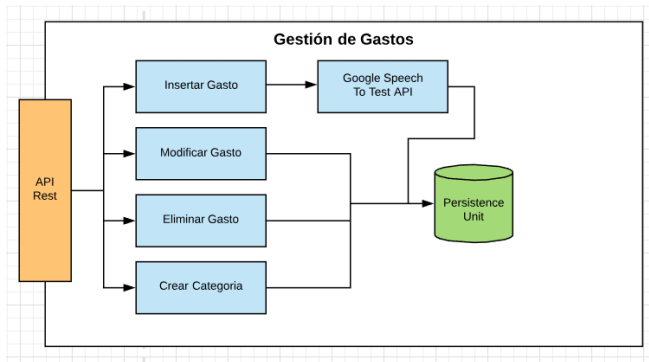 Gestión de Gastos
API
Rest
Insertar Gasto
Google Speech
To Test API
Modificar Gasto
Eliminar Gasto
Crear Categoria
Persistence
Unit